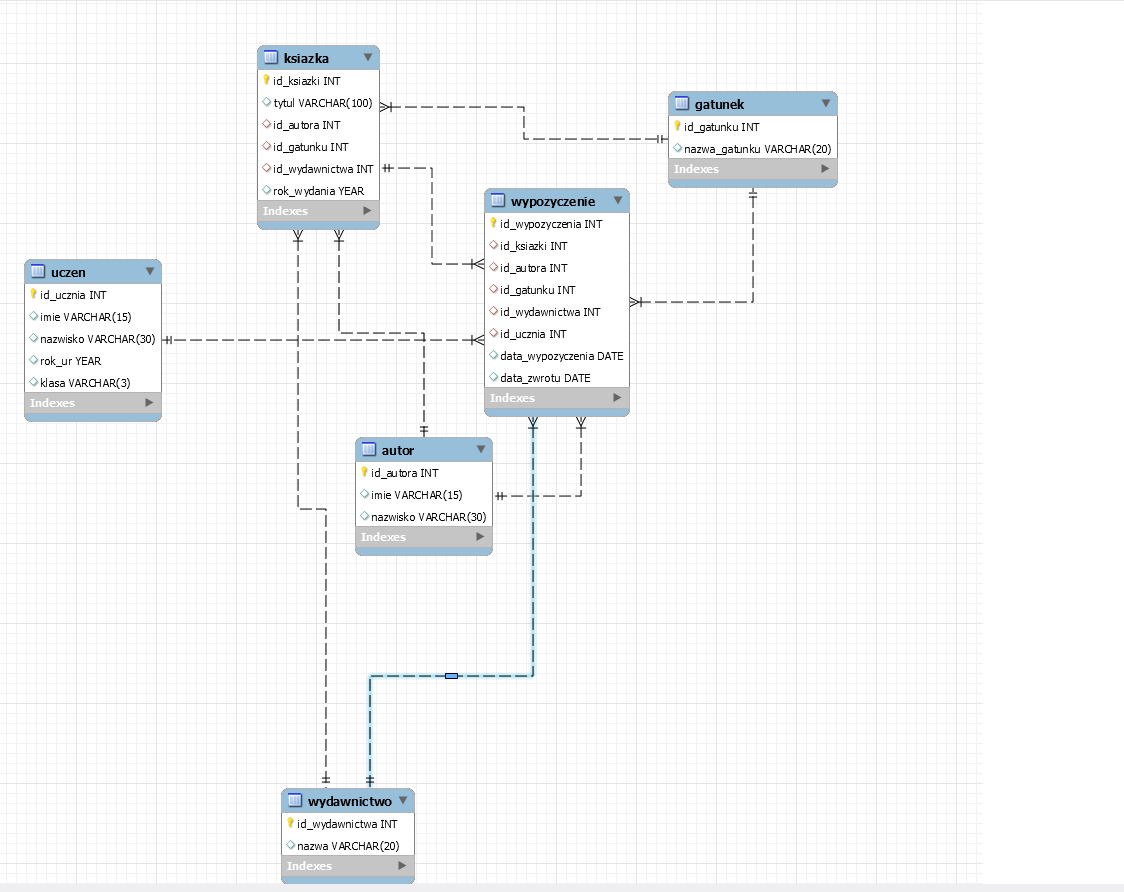 ksiazka
id_ksiazki INT
tytul VARCHAR(100)
id_autora INT
id_gatunku INT
id_wydawnictwa INT
rok_wydania YEAR
Indexes
gatunek
id_gatunku INT
nazwa_gatunku VARCHAR(20)
Indexes
wypozyczenie
id_wypozyczenia INT
id_ksiazki INT
id_autora INT
id_gatunku INT
id_wydawnictwa INT
id_ucznia INT
data_wypozyczenia DATE
data_zwrotu DATE
Indexes
uczen
id_ucznia INT
imie VARCHAR(15)
nazwisko VARCHAR(30)
rok_ur YEAR
klasa VARCHAR(3)
Indexes
autor
id_autora INT
imie VARCHAR(15)
nazwisko VARCHAR(30)
Indexes
wydawnictwo
id_wydawnictwa INT
nazwa VARCHAR(20)
Indexes